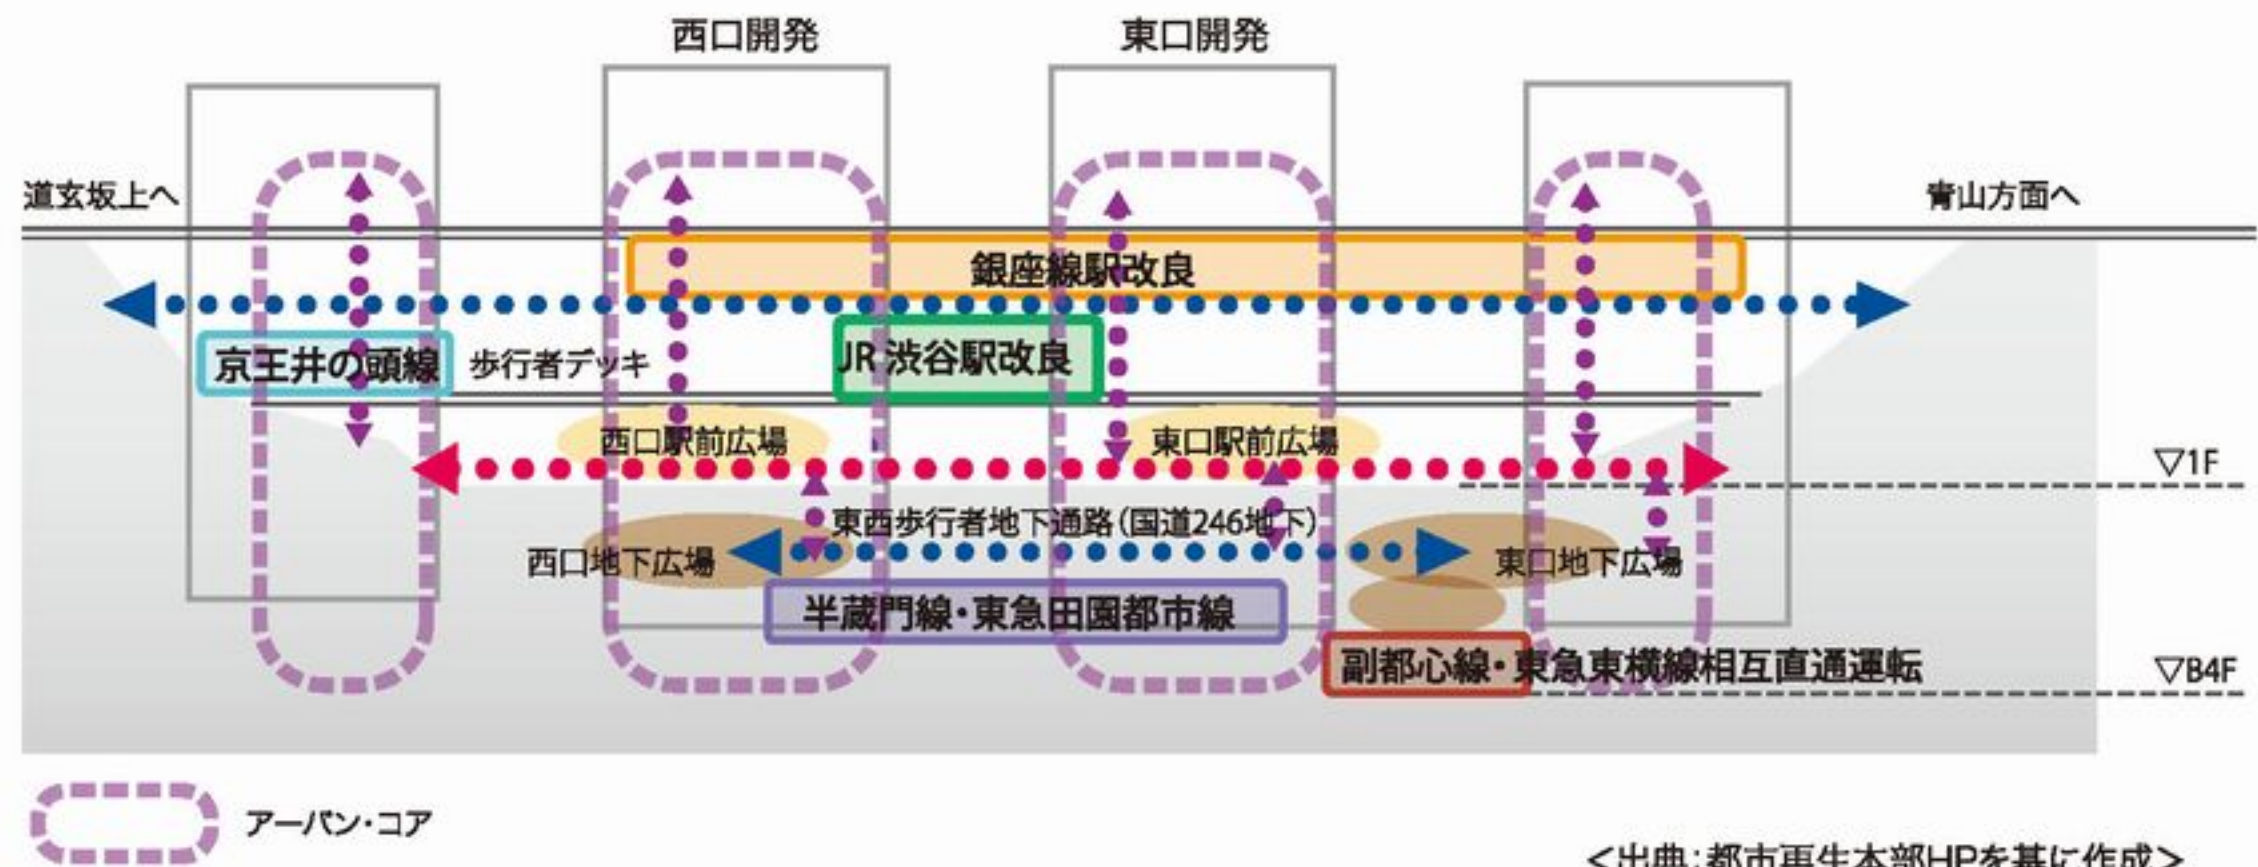 西口開発
東口開発
道玄坂上へ
青山方面へ
銀座線駅改良
京王井の頭線
歩行者デッキ
JR 渋谷駅改良
西口駅前広場
東口駅前広場
▽1F
東西歩行者地下通路(国道246地下)
西口地下広場
東口地下広場
半蔵門線・東急田園都市線
副都心線・東急東横線相互直通運転
▽B4F
アーバン・コア
<出典:都市再生本部HPを基に作成>